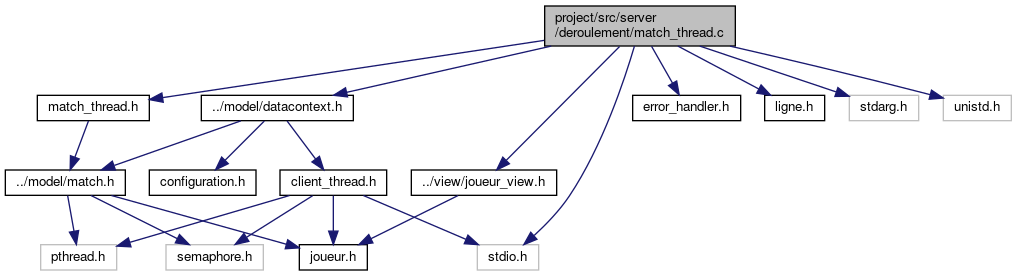 project/src/server
/deroulement/match_thread.c
match_thread.h
../model/datacontext.h
error_handler.h
ligne.h
stdarg.h
unistd.h
../model/match.h
configuration.h
client_thread.h
../view/joueur_view.h
pthread.h
semaphore.h
joueur.h
stdio.h